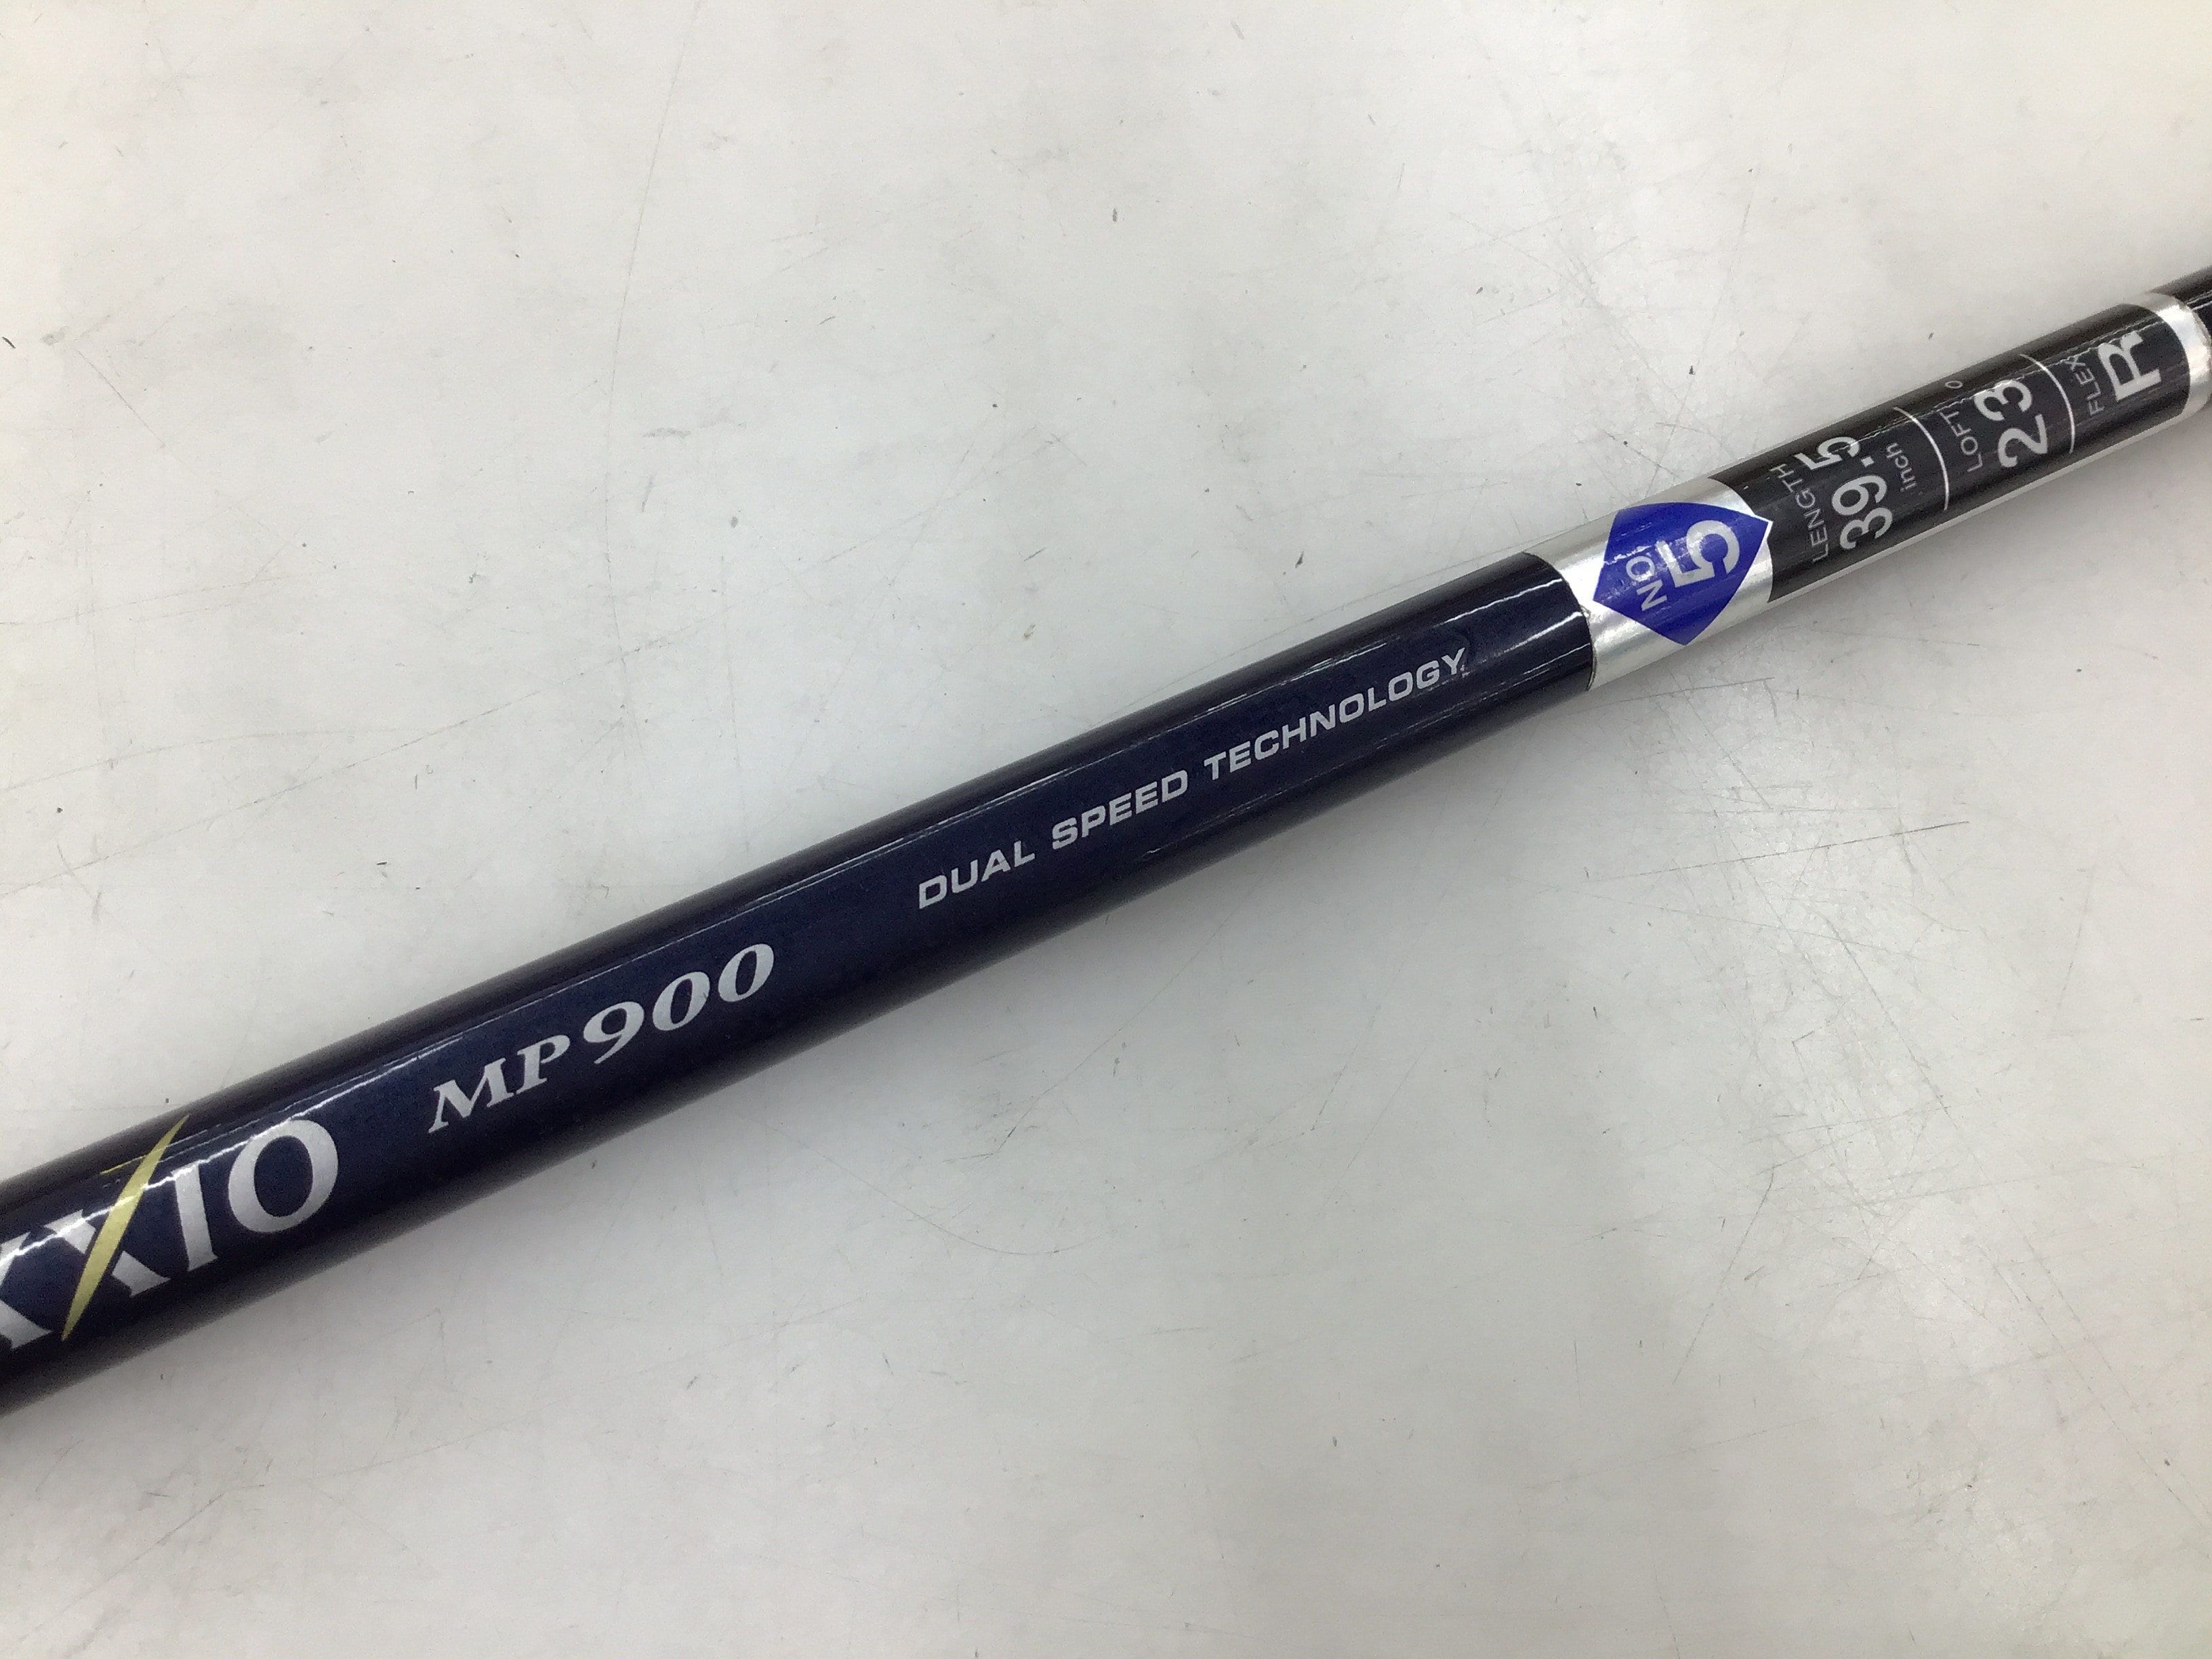 XXIO MP900 DUAL SPEED TECHNOLOGY
NO.
5
LENGTH
39.5
inch
LOFT °
23
FLEX
R